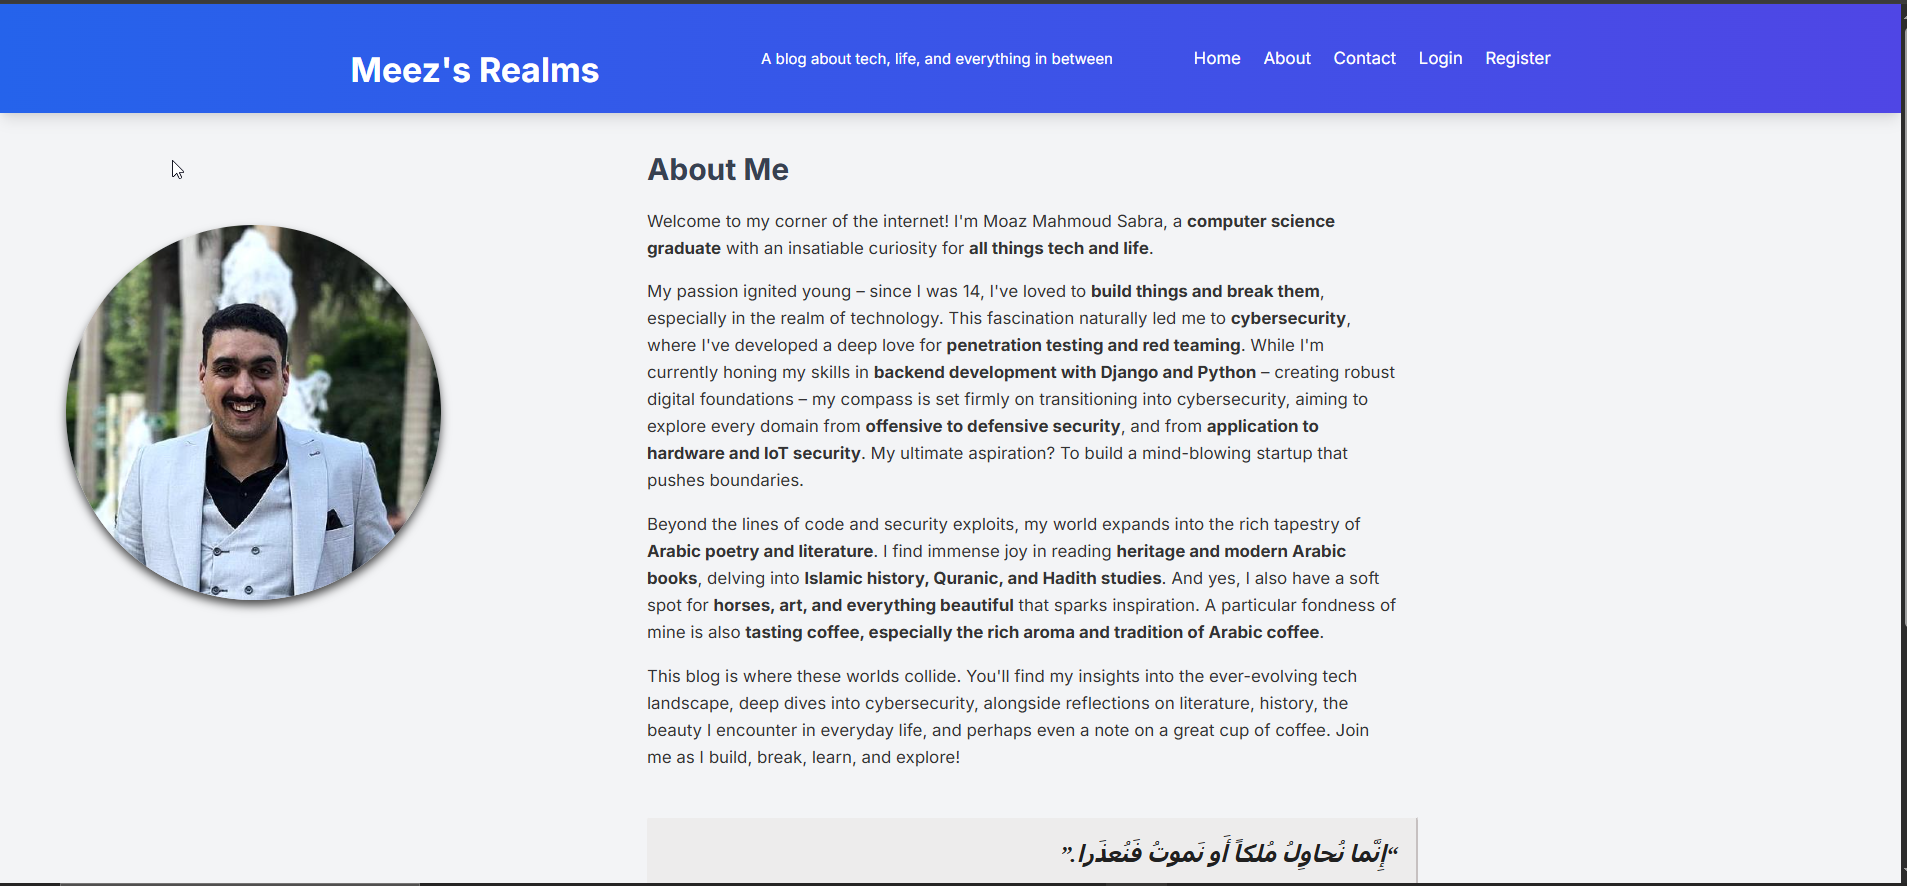 Meez's Realms
A blog about tech, life, and everything in between
Home About Contact Login Register
About Me
Welcome to my corner of the internet! I'm Moaz Mahmoud Sabra, a computer science
graduate with an insatiable curiosity for all things tech and life.
My passion ignited young – since I was 14, I've loved to build things and break them,
especially in the realm of technology. This fascination naturally led me to cybersecurity,
where I've developed a deep love for penetration testing and red teaming. While I'm
currently honing my skills in backend development with Django and Python – creating robust
digital foundations – my compass is set firmly on transitioning into cybersecurity, aiming to
explore every domain from offensive to defensive security, and from application to
hardware and IoT security. My ultimate aspiration? To build a mind-blowing startup that
pushes boundaries.
Beyond the lines of code and security exploits, my world expands into the rich tapestry of
Arabic poetry and literature. I find immense joy in reading heritage and modern Arabic
books, delving into Islamic history, Quranic, and Hadith studies. And yes, I also have a soft
spot for horses, art, and everything beautiful that sparks inspiration. A particular fondness of
mine is also tasting coffee, especially the rich aroma and tradition of Arabic coffee.
This blog is where these worlds collide. You'll find my insights into the ever-evolving tech
landscape, deep dives into cybersecurity, alongside reflections on literature, history, the
beauty I encounter in everyday life, and perhaps even a note on a great cup of coffee. Join
me as I build, break, learn, and explore!
“إِنَّما نُحاوِلُ مُلكاً أَو نَموتُ فَنُعذَرا.”